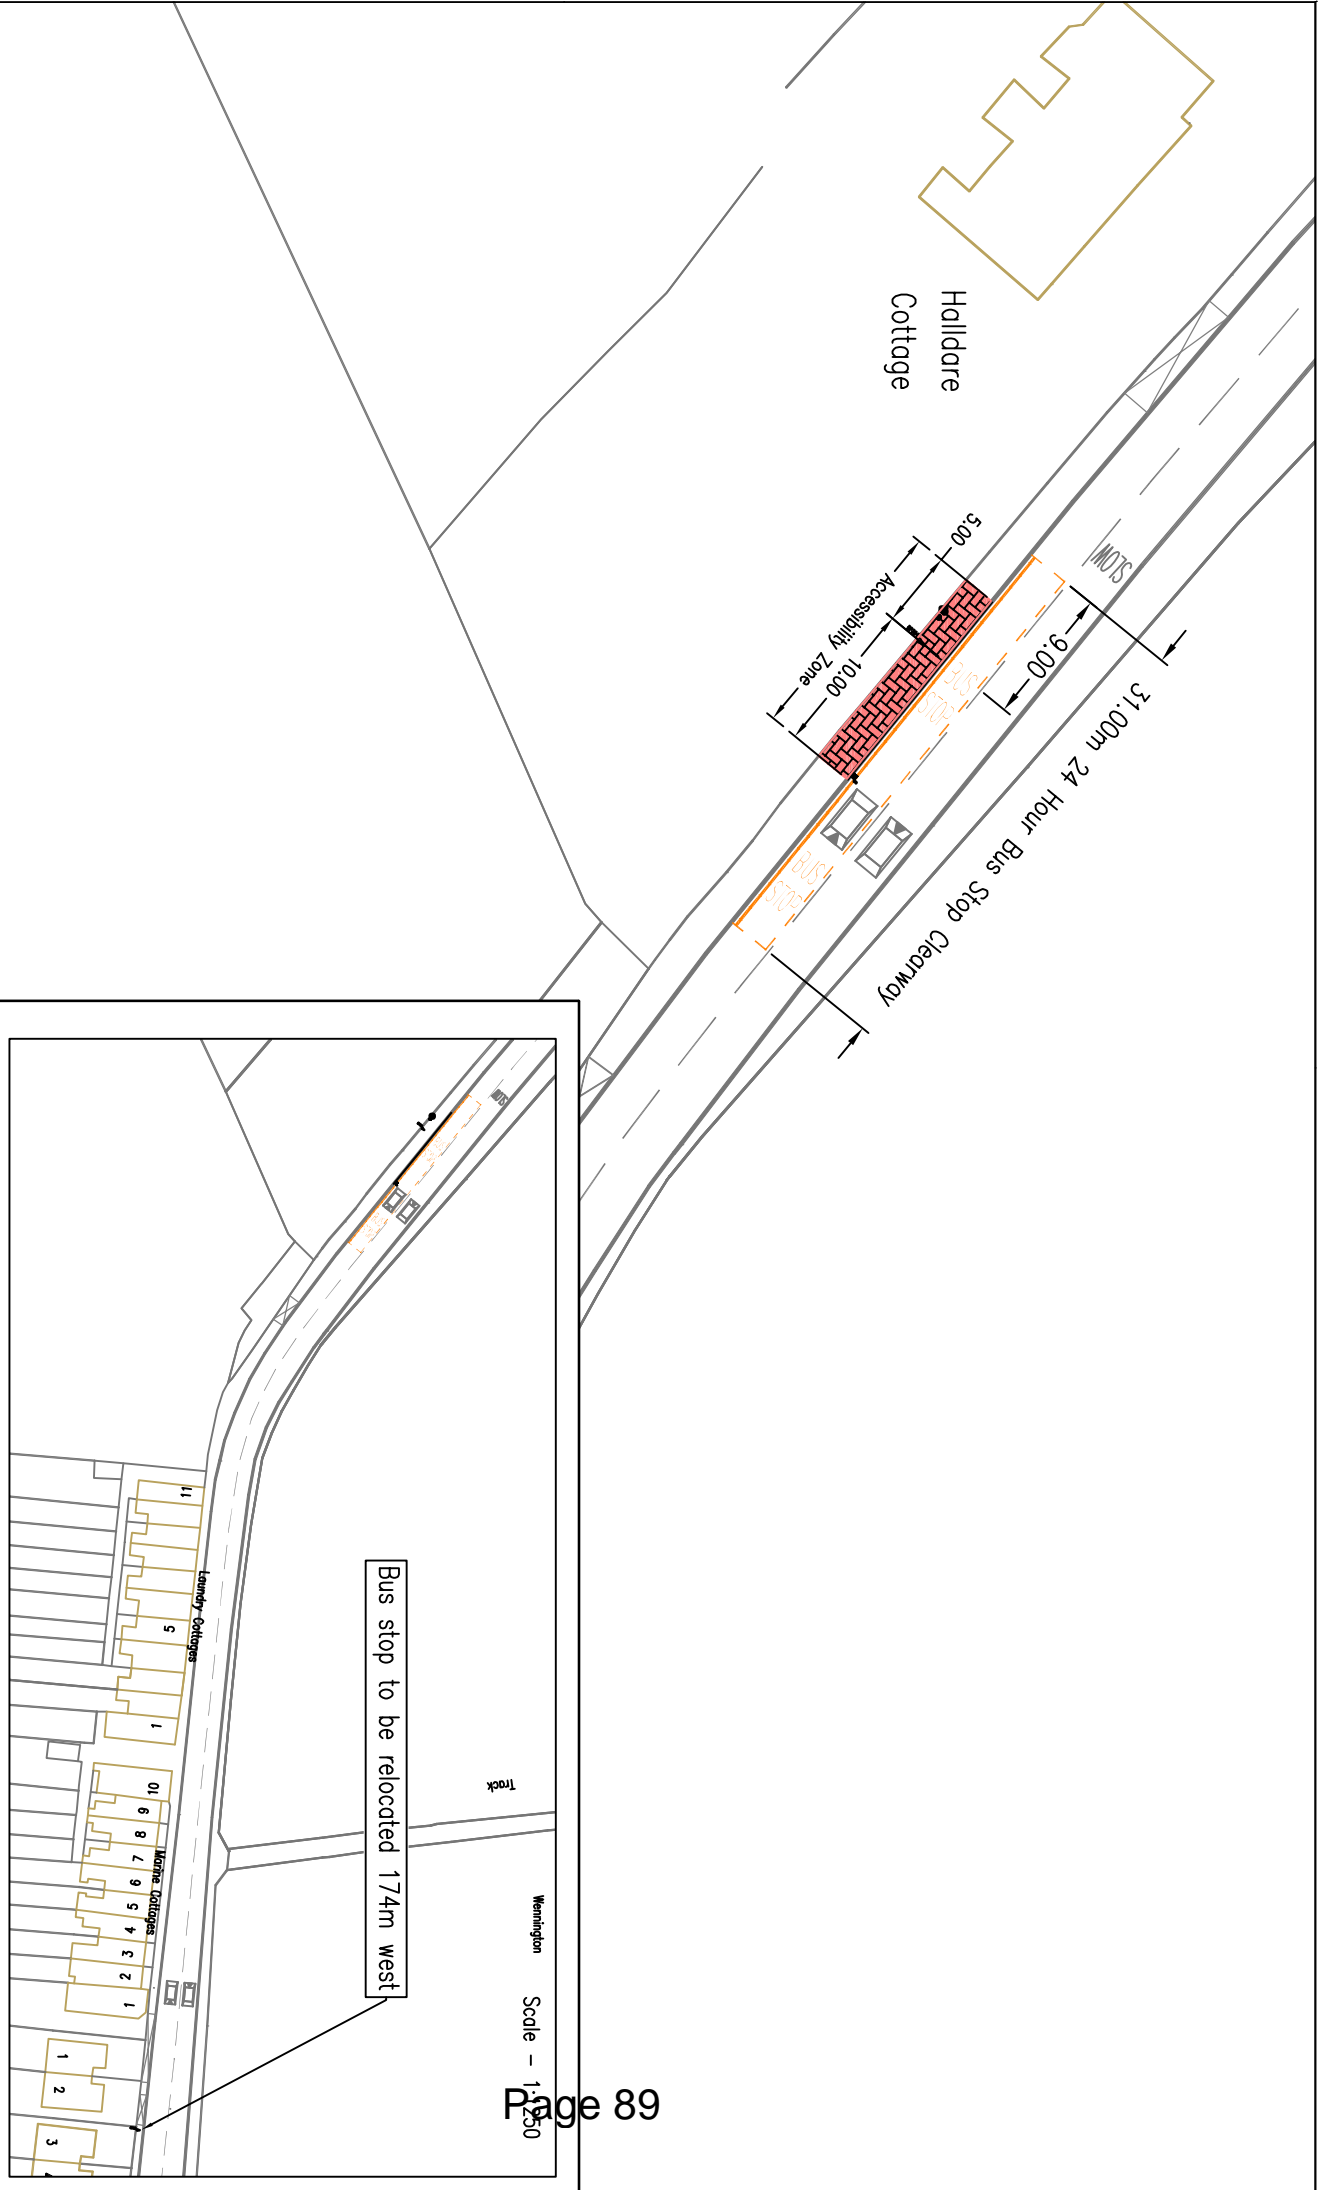 Halldare
Cottage
SLOW
5.00
Accessibility Zone
10.00
9.00
31.00m 24 Hour Bus Stop Clearway
BUS
STOP
BUS
STOP
SLOW
11
Laundry Cottages
5
1
10
9
8
7
6
5
4
3
2
1
Marine Cottages
1
2
3
Bus stop to be relocated 174m west
Track
Wennington
Scale - 1:1250
Page 89